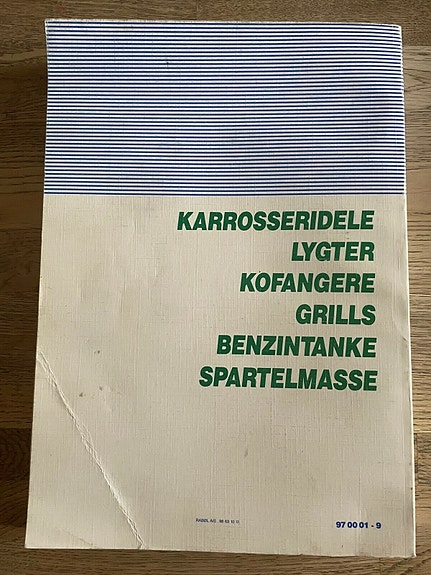 KARROSSERIDELE
LYGTER
KOFANGERE
GRILLS
BENZINTANKE
SPARTELMASSE
97 00 01 - 9